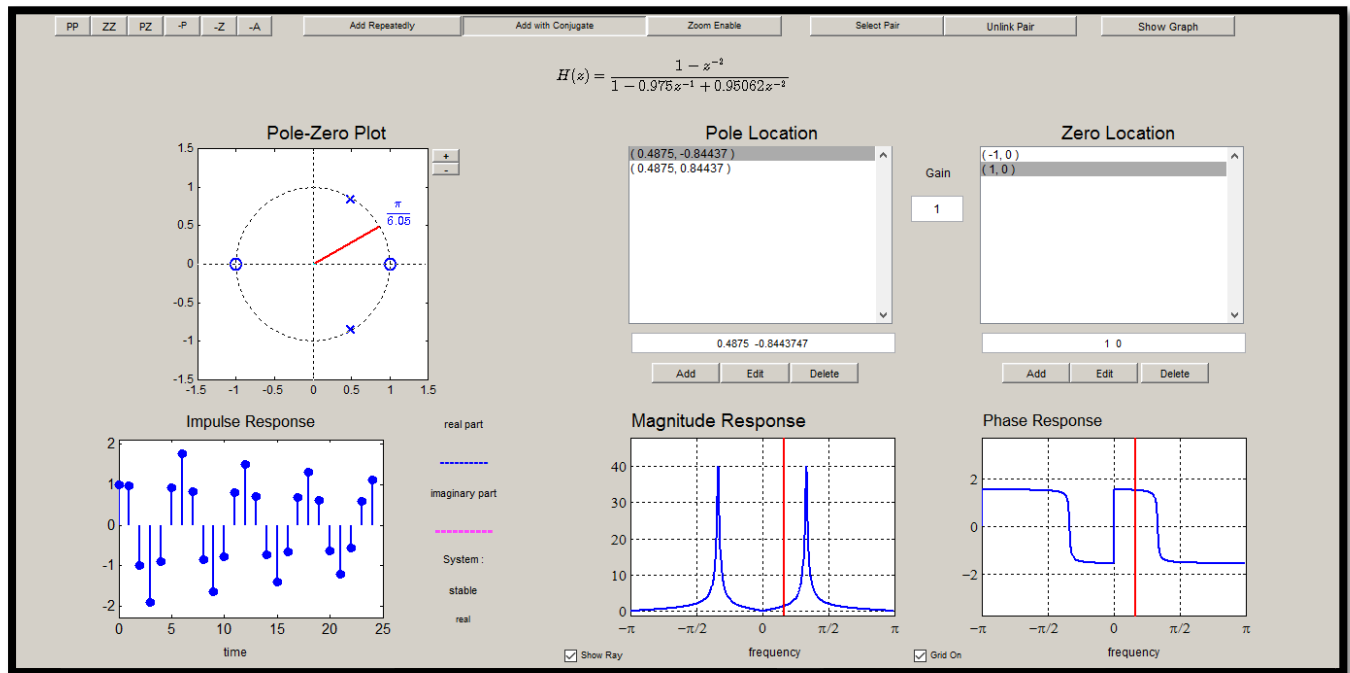 PP ZZ PZ -P -Z -A Add Repeatedly Add with Conjugate Zoom Enable Select Pair Unlink Pair Show Graph
H(z) = \frac{1 - z^{-2}}{1 - 0.975z^{-1} + 0.95062z^{-2}}
Pole-Zero Plot
1.5
1
0.5
0
-0.5
-1
-1.5
-1.5 -1 -0.5 0 0.5 1 1.5
π
6.05
+
-
Pole Location
( 0.4875, -0.84437 )
( 0.4875, 0.84437 )
0.4875 -0.8443747
Add Edit Delete
Gain
1
Zero Location
( -1, 0 )
( 1, 0 )
1 0
Add Edit Delete
Impulse Response
2
1
0
-1
-2
0 5 10 15 20 25
time
real part
imaginary part
System :
stable
real
Magnitude Response
40
30
20
10
0
−π −π/2 0 π/2 π
frequency
Show Ray
Phase Response
2
0
−2
−π −π/2 0 π/2 π
frequency
Grid On